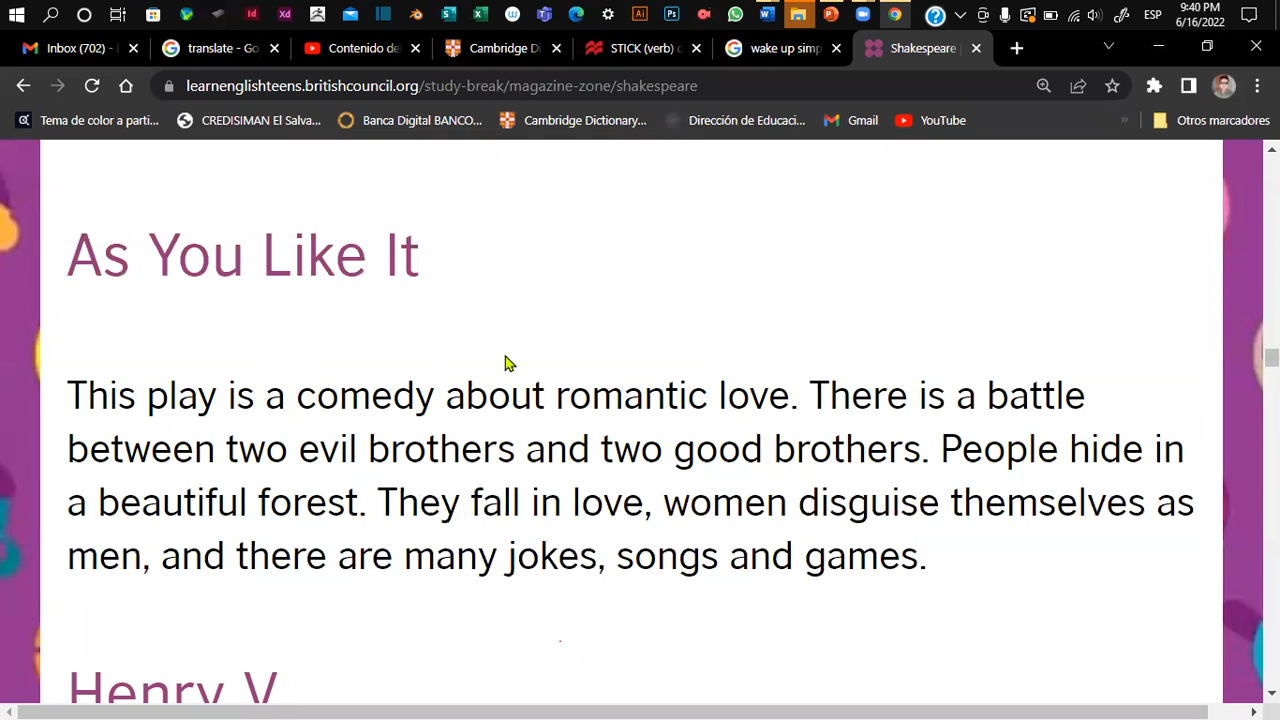 9:40 PM
ESP
6/16/2022
Inbox (702) -
translate - Go
Contenido de
Cambridge Di
STICK (verb) o
wake up simp
Shakespeare
learnenglishteens.britishcouncil.org/study-break/magazine-zone/shakespeare
Tema de color a parti...
CREDISIMAN El Salva...
Banca Digital BANCO...
Cambridge Dictionary...
Dirección de Educaci...
Gmail
YouTube
»
Otros marcadores
As You Like It
This play is a comedy about romantic love. There is a battle
between two evil brothers and two good brothers. People hide in
a beautiful forest. They fall in love, women disguise themselves as
men, and there are many jokes, songs and games.
Henry V